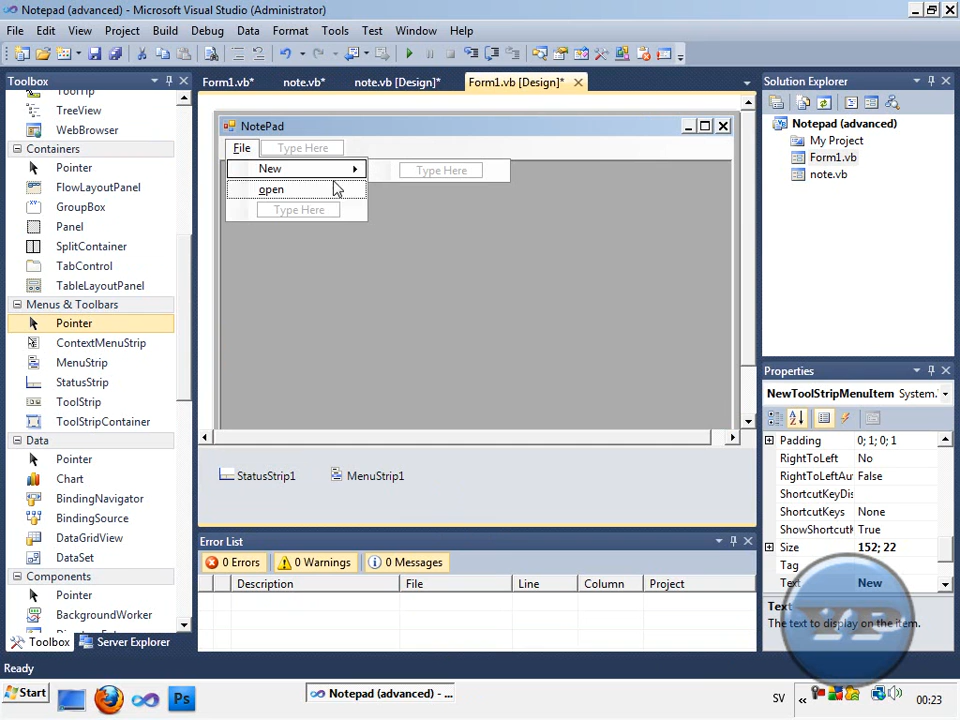 Notepad (advanced) - Microsoft Visual Studio (Administrator)
File Edit View Project Build Debug Data Format Tools Test Window Help
Toolbox
ToolTip
TreeView
WebBrowser
Containers
Pointer
FlowLayoutPanel
GroupBox
Panel
SplitContainer
TabControl
TableLayoutPanel
Menus & Toolbars
Pointer
ContextMenuStrip
MenuStrip
StatusStrip
ToolStrip
ToolStripContainer
Data
Pointer
Chart
BindingNavigator
BindingSource
DataGridView
DataSet
Components
Pointer
BackgroundWorker
Toolbox Server Explorer
Form1.vb* note.vb* note.vb [Design]* Form1.vb [Design]*
NotePad
File Type Here
New Type Here
open
Type Here
StatusStrip1 MenuStrip1
Error List
0 Errors 0 Warnings 0 Messages
Description File Line Column Project
Solution Explorer
Notepad (advanced)
My Project
Form1.vb
note.vb
Properties
NewToolStripMenuItem System.
Padding 0; 1; 0; 1
RightToLeft No
RightToLeftAu False
ShortcutKeyDis
ShortcutKeys None
ShowShortcutK True
Size 152; 22
Tag
Text New
Text
The text to display on the item.
Ready
Start
Notepad (advanced) - ...
SV
00:23